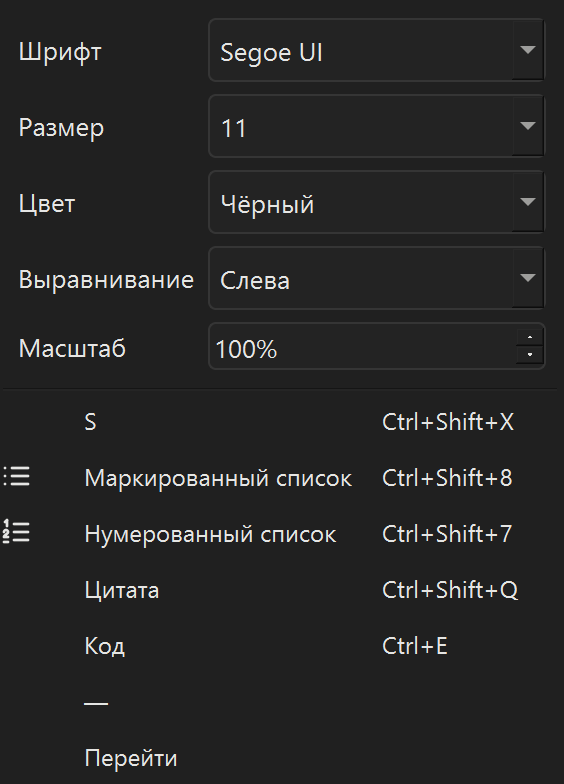 Шрифт Segoe UI
Размер 11
Цвет Чёрный
Выравнивание Слева
Масштаб 100%
S Ctrl+Shift+X
Маркированный список Ctrl+Shift+8
Нумерованный список Ctrl+Shift+7
Цитата Ctrl+Shift+Q
Код Ctrl+E
—
Перейти